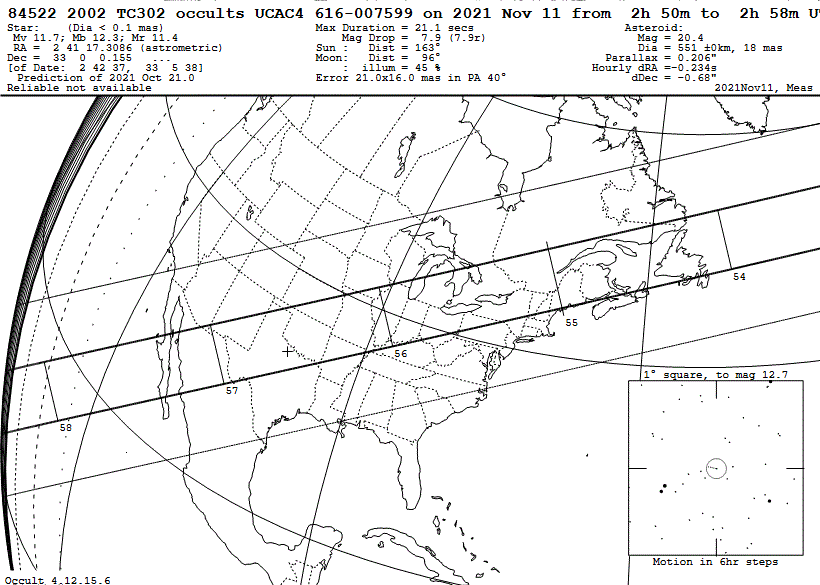 84522 2002 TC302 occults UCAC4 616-007599 on 2021 Nov 11 from 2h 50m to 2h 58m U
Star: (Dia < 0.1 mas)
Mv 11.7; Mb 12.3; Mr 11.4
RA = 2 41 17.3086 (astrometric)
Dec = 33 0 0.155 ...
[of Date: 2 42 37, 33 5 38]
Prediction of 2021 Oct 21.0
Reliable not available
Max Duration = 21.1 secs
Mag Drop = 7.9 (7.9r)
Sun : Dist = 163°
Moon: Dist = 96°
: illum = 45 %
Error 21.0x16.0 mas in PA 40°
Asteroid:
Mag = 20.4
Dia = 551 ±0km, 18 mas
Parallax = 0.206"
Hourly dRA =-0.234s
dDec = -0.68"
2021Nov11, Meas
54
55
56
57
58
1° square, to mag 12.7
Motion in 6hr steps
Occult 4.12.15.6